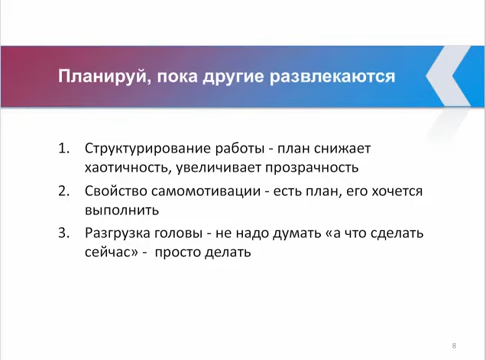 Планируй, пока другие развлекаются
1. Структурирование работы - план снижает
хаотичность, увеличивает прозрачность
2. Свойство самомотивации - есть план, его хочется
выполнить
3. Разгрузка головы - не надо думать «а что сделать
сейчас» - просто делать
8